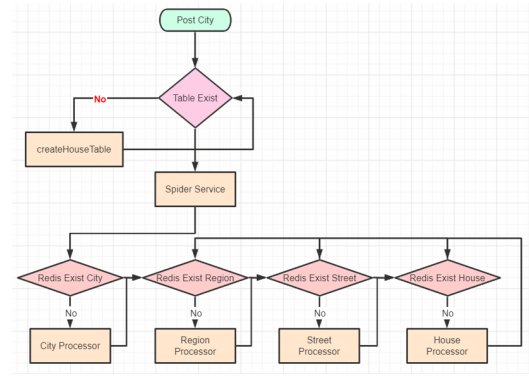 Post City
Table Exist
No
createHouseTable
Spider Service
Redis Exist City
Redis Exist Region
Redis Exist Street
Redis Exist House
No
No
No
No
City Processor
Region
Processor
Street
Processor
House
Processor